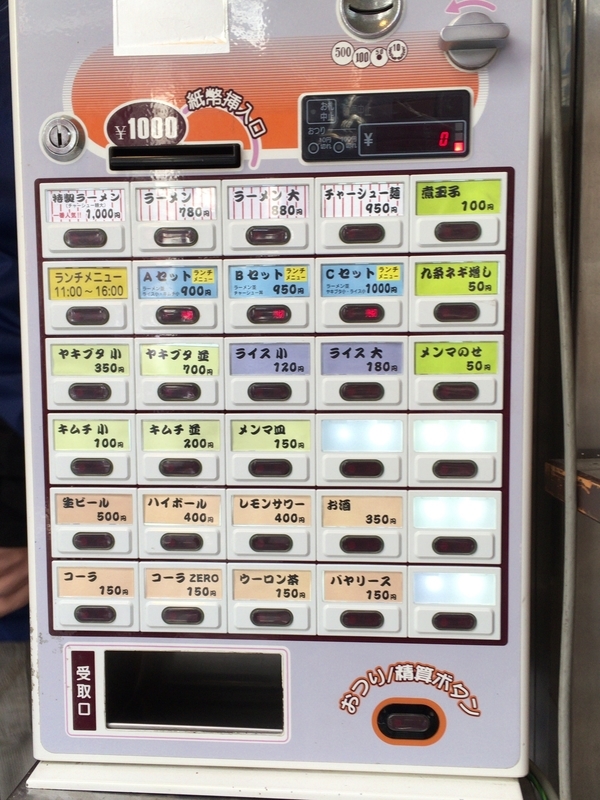 500 100 50 10
紙幣挿入口
¥1000
お札
中止
おつり
¥ 0
特製ラーメン
一番人気!! 1,000円
ラーメン
780円
ラーメン 大
880円
チャーシュー麺
950円
煮玉子
100円
ランチメニュー
11:00~16:00
Aセット ランチメニュー
900円
Bセット ランチメニュー
950円
Cセット ランチメニュー
1000円
九条ネギ増し
50円
ヤキブタ 小
350円
ヤキブタ 並
700円
ライス 小
120円
ライス 大
180円
メンマのせ
50円
キムチ 小
100円
キムチ 並
200円
メンマ皿
150円
生ビール
500円
ハイボール
400円
レモンサワー
400円
お酒
350円
コーラ
150円
コーラ ZERO
150円
ウーロン茶
150円
バヤリース
150円
受取口
おつり/精算ボタン